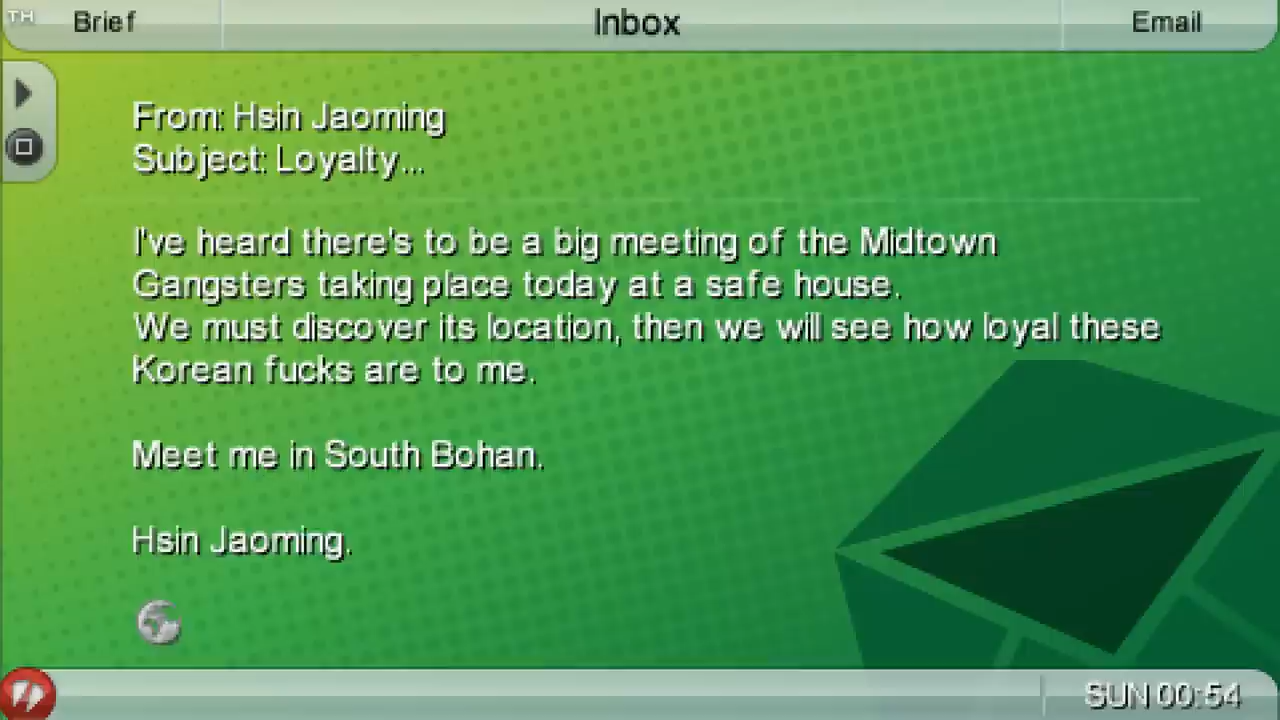 TH
Brief
Inbox
Email
From: Hsin Jaoming
Subject: Loyalty...
I've heard there's to be a big meeting of the Midtown
Gangsters taking place today at a safe house.
We must discover its location, then we will see how loyal these
Korean fucks are to me.
Meet me in South Bohan.
Hsin Jaoming.
SUN 00:54